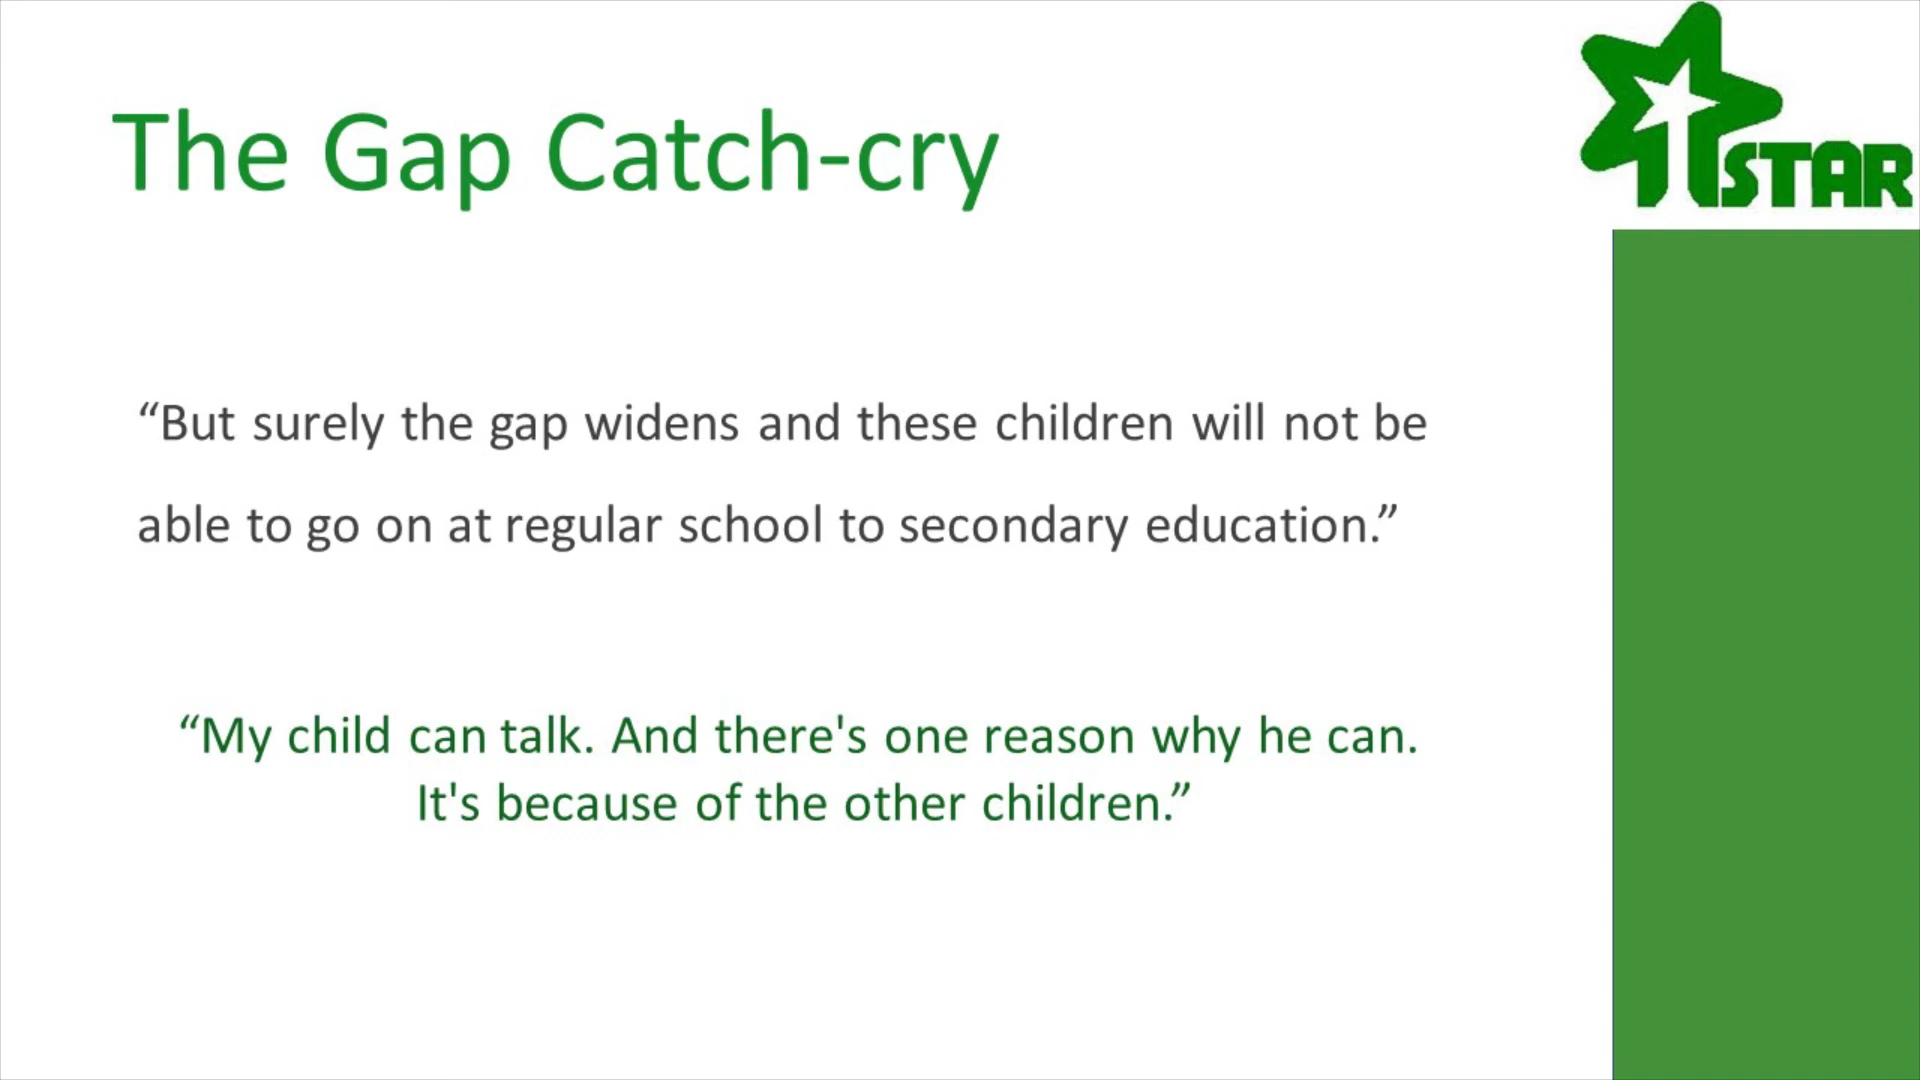 The Gap Catch-cry
STAR
“But surely the gap widens and these children will not be
able to go on at regular school to secondary education.”
“My child can talk. And there's one reason why he can.
It's because of the other children.”